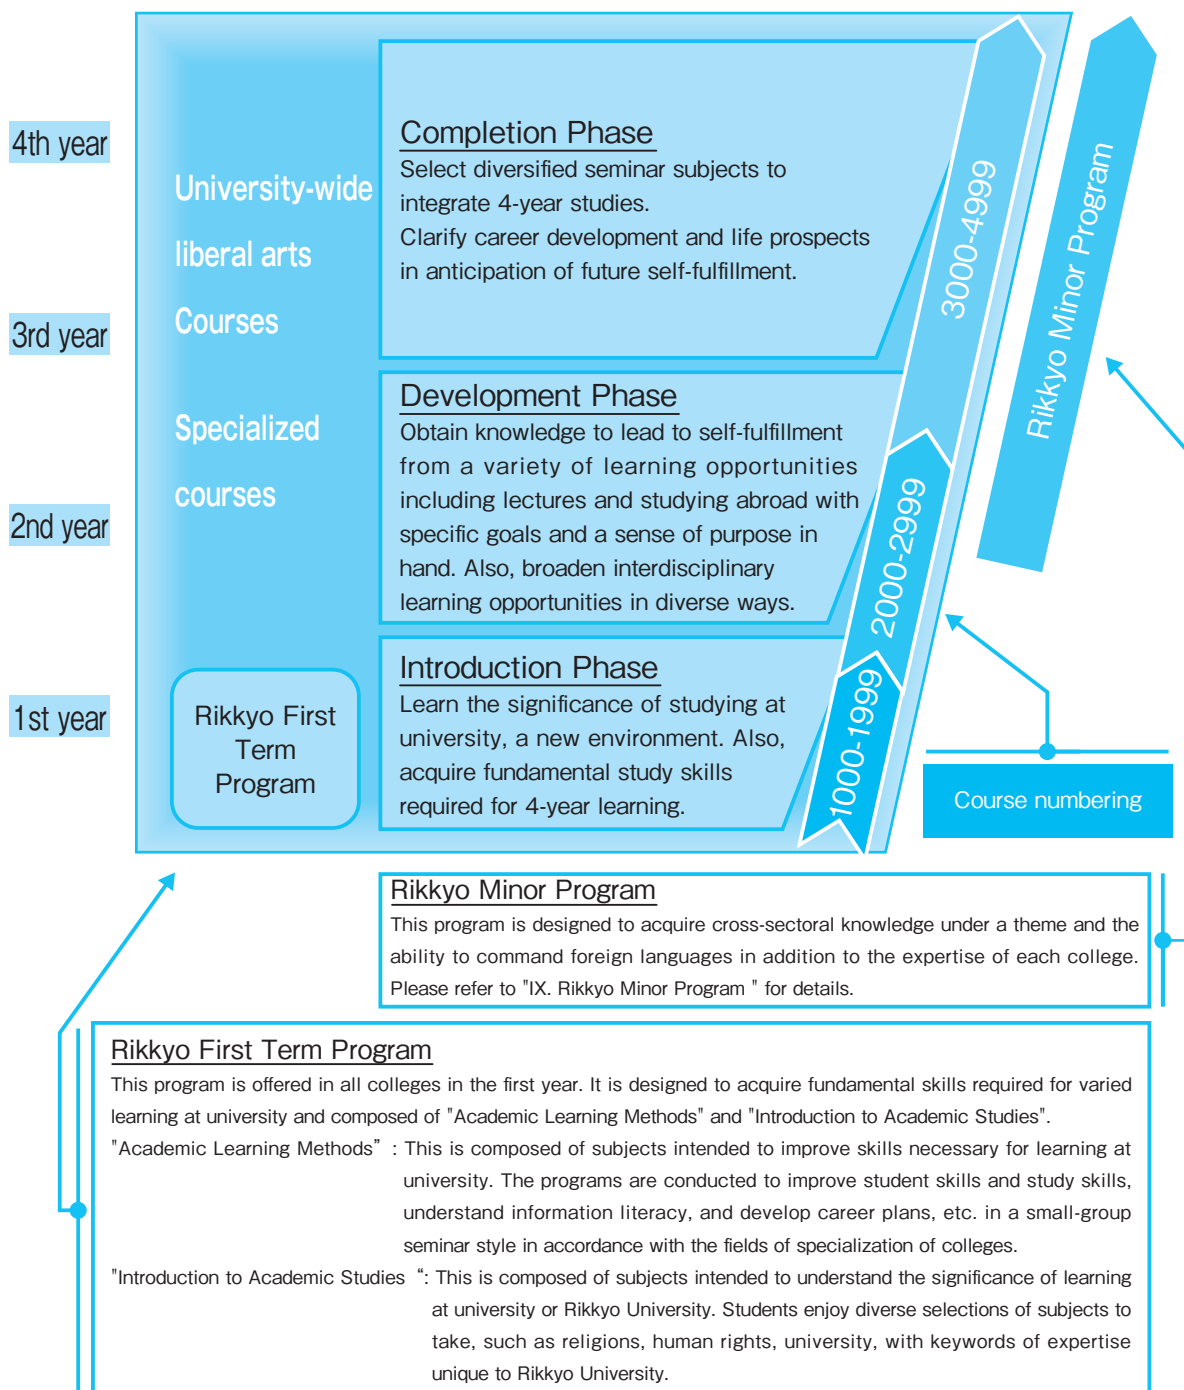 4th year
3rd year
2nd year
1st year
University-wide
liberal arts
Courses
Specialized
courses
Rikkyo First
Term
Program
Completion Phase
Select diversified seminar subjects to
integrate 4-year studies.
Clarify career development and life prospects
in anticipation of future self-fulfillment.
Development Phase
Obtain knowledge to lead to self-fulfillment
from a variety of learning opportunities
including lectures and studying abroad with
specific goals and a sense of purpose in
hand. Also, broaden interdisciplinary
learning opportunities in diverse ways.
Introduction Phase
Learn the significance of studying at
university, a new environment. Also,
acquire fundamental study skills
required for 4-year learning.
3000-4999
2000-2999
1000-1999
Rikkyo Minor Program
Course numbering
Rikkyo Minor Program
This program is designed to acquire cross-sectoral knowledge under a theme and the
ability to command foreign languages in addition to the expertise of each college.
Please refer to "IX. Rikkyo Minor Program " for details.
Rikkyo First Term Program
This program is offered in all colleges in the first year. It is designed to acquire fundamental skills required for varied
learning at university and composed of "Academic Learning Methods" and "Introduction to Academic Studies".
"Academic Learning Methods” : This is composed of subjects intended to improve skills necessary for learning at
university. The programs are conducted to improve student skills and study skills,
understand information literacy, and develop career plans, etc. in a small-group
seminar style in accordance with the fields of specialization of colleges.
"Introduction to Academic Studies “: This is composed of subjects intended to understand the significance of learning
at university or Rikkyo University. Students enjoy diverse selections of subjects to
take, such as religions, human rights, university, with keywords of expertise
unique to Rikkyo University.